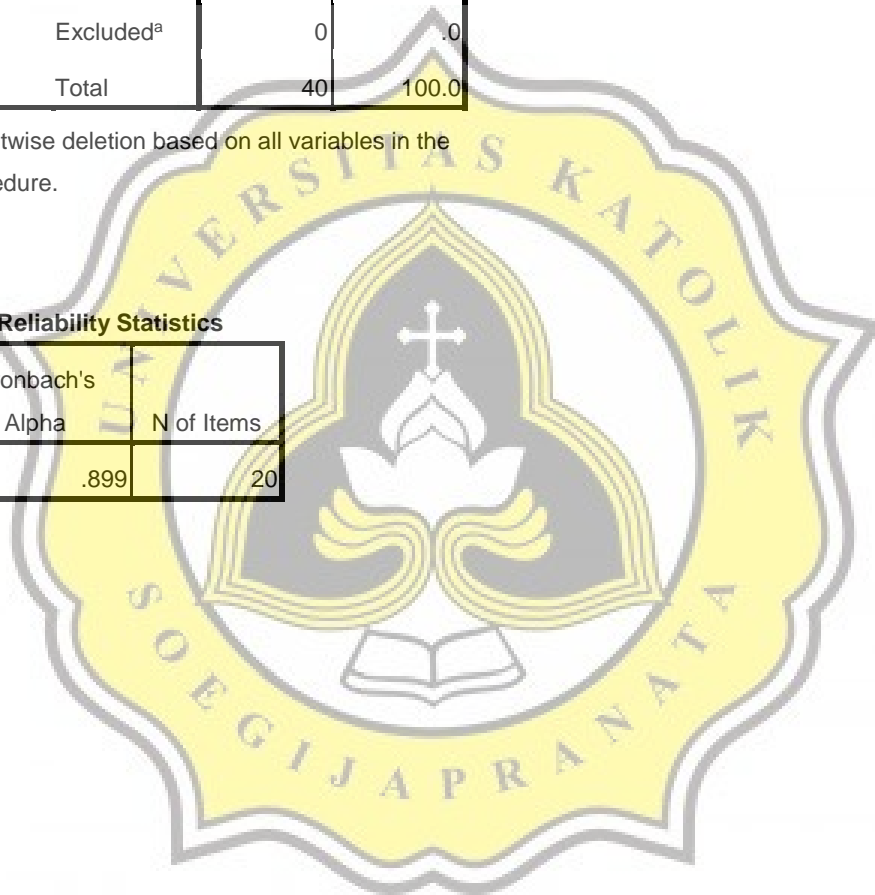 Excludedᵃ 0 .0
Total 40 100.0
twise deletion based on all variables in the
edure.
Reliability Statistics
onbach's
Alpha N of Items
.899 20
UNIVERSITAS KATOLIK
SOEGIJAPRANATA